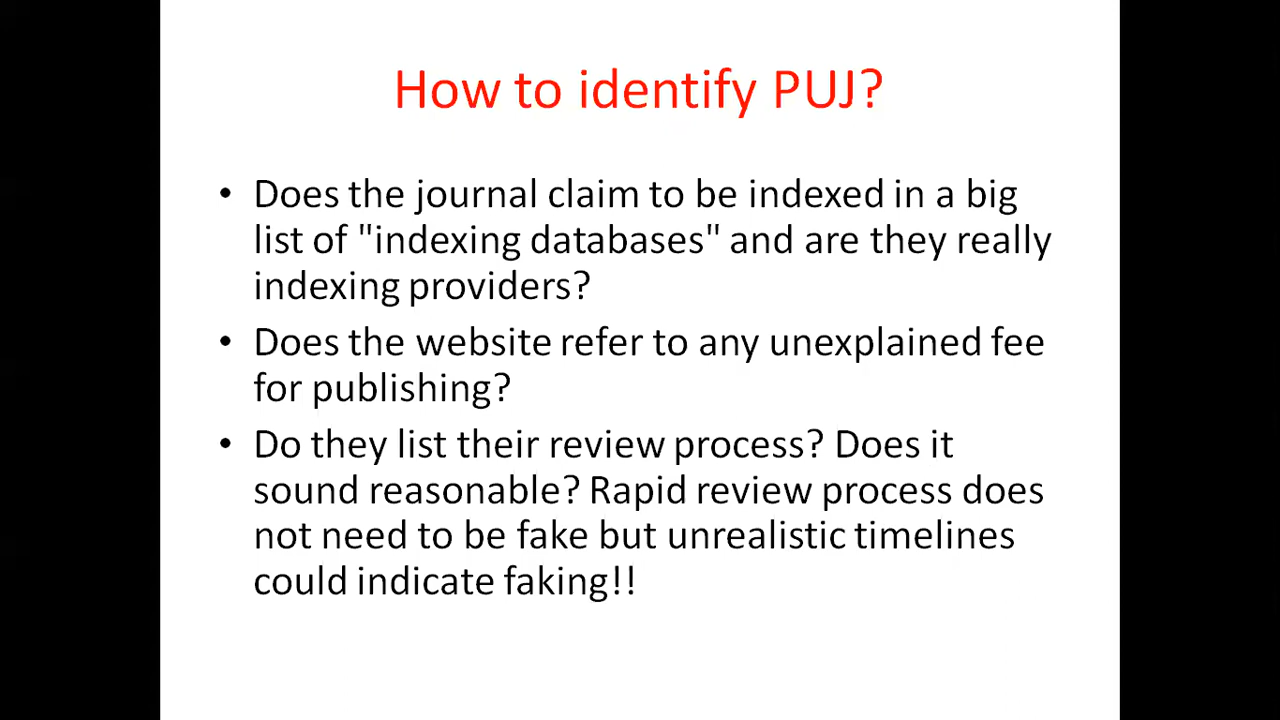 How to identify PUJ?
• Does the journal claim to be indexed in a big
list of "indexing databases" and are they really
indexing providers?
• Does the website refer to any unexplained fee
for publishing?
• Do they list their review process? Does it
sound reasonable? Rapid review process does
not need to be fake but unrealistic timelines
could indicate faking!!